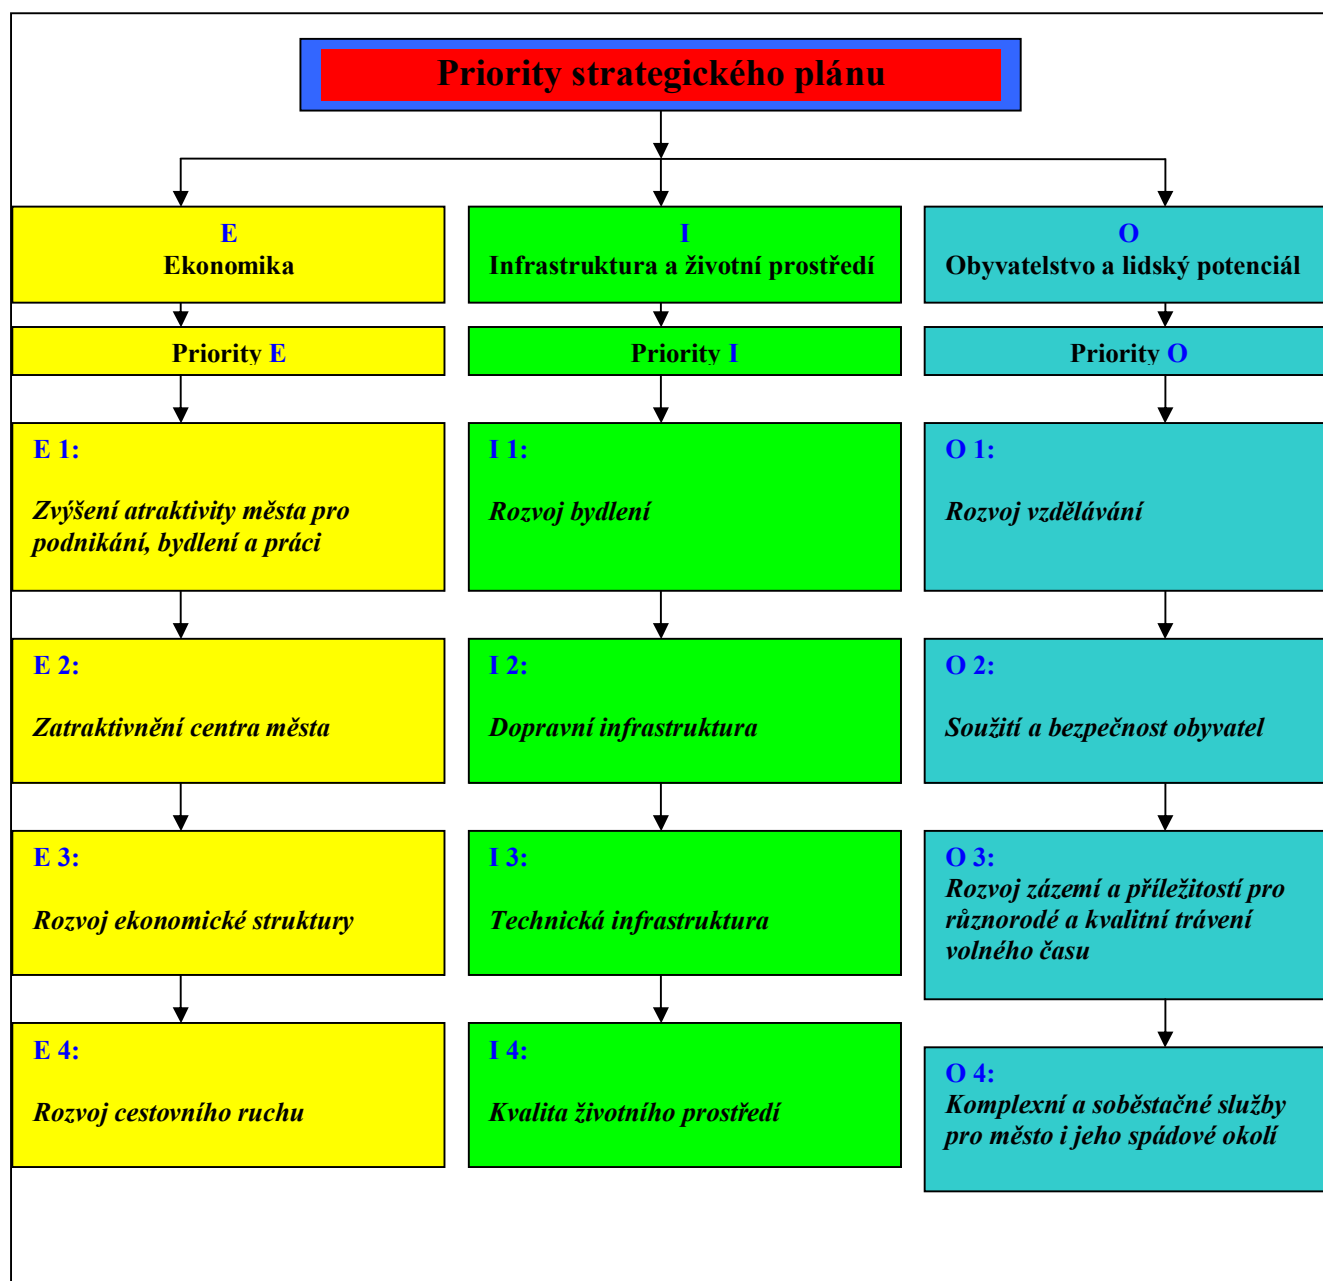 Priority strategického plánu
E
Ekonomika
Priority E
E 1:
Zvýšení atraktivity města pro
podnikání, bydlení a práci
E 2:
Zatraktivnění centra města
E 3:
Rozvoj ekonomické struktury
E 4:
Rozvoj cestovního ruchu
I
Infrastruktura a životní prostředí
Priority I
I 1:
Rozvoj bydlení
I 2:
Dopravní infrastruktura
I 3:
Technická infrastruktura
I 4:
Kvalita životního prostředí
O
Obyvatelstvo a lidský potenciál
Priority O
O 1:
Rozvoj vzdělávání
O 2:
Soužití a bezpečnost obyvatel
O 3:
Rozvoj zázemí a příležitostí pro
různorodé a kvalitní trávení
volného času
O 4:
Komplexní a soběstačné služby
pro město i jeho spádové okolí